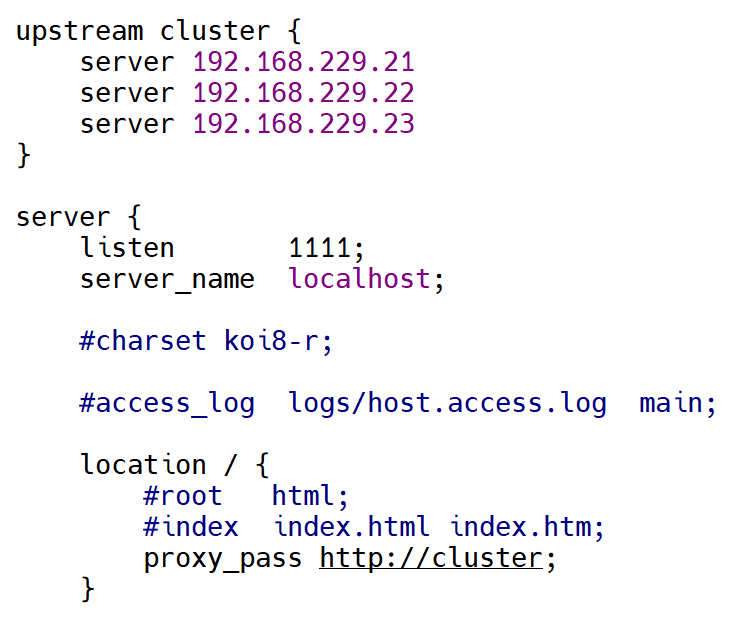 upstream cluster {
    server 192.168.229.21
    server 192.168.229.22
    server 192.168.229.23
}

server {
    listen       1111;
    server_name  localhost;

    #charset koi8-r;

    #access_log  logs/host.access.log  main;

    location / {
        #root   html;
        #index  index.html index.htm;
        proxy_pass http://cluster;
    }